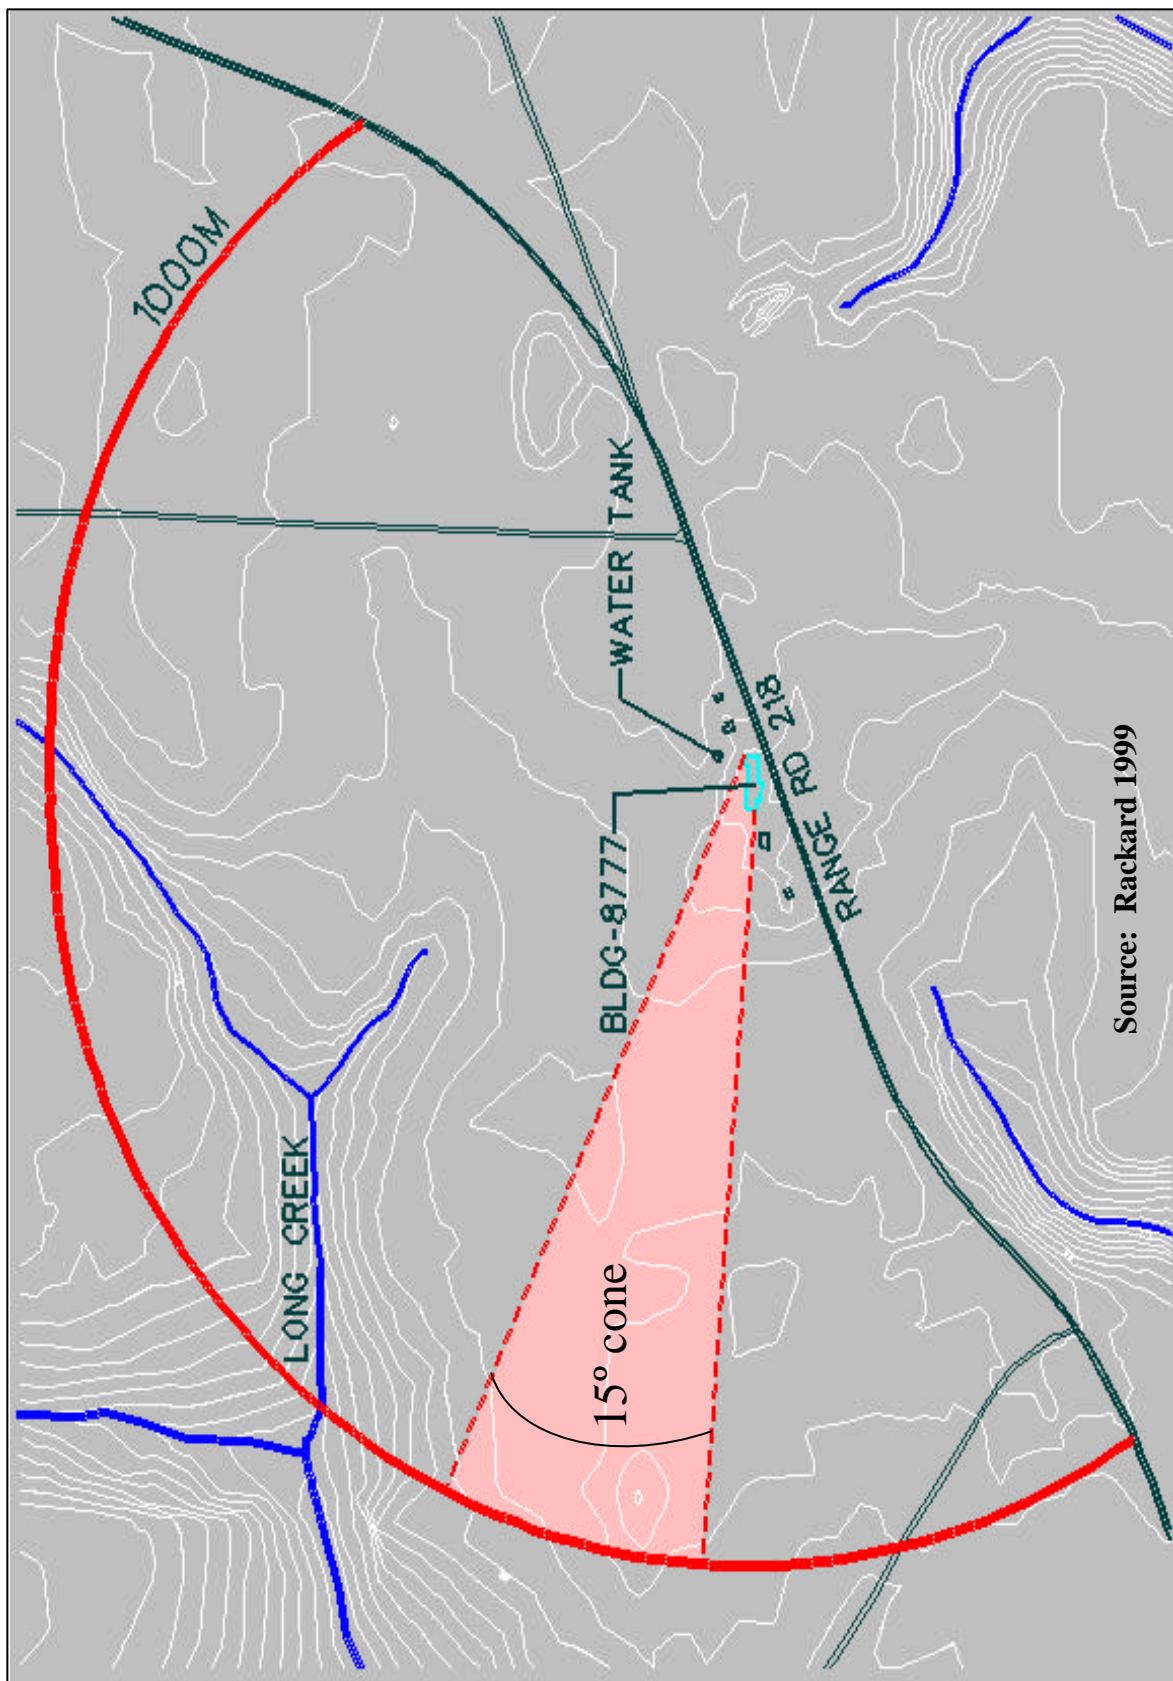 1000M
WATER TANK
BLDG-8777
RANGE RD 218
LONG CREEK
15° cone
Source: Rackard 1999